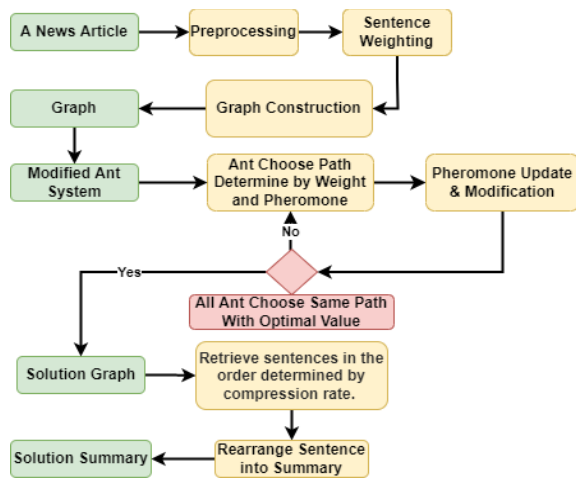 A News Article
Preprocessing
Sentence
Weighting
Graph
Graph Construction
Modified Ant
System
Ant Choose Path
Determine by Weight
and Pheromone
Pheromone Update
& Modification
No
Yes
All Ant Choose Same Path
With Optimal Value
Solution Graph
Retrieve sentences in the
order determined by
compression rate.
Solution Summary
Rearrange Sentence
into Summary